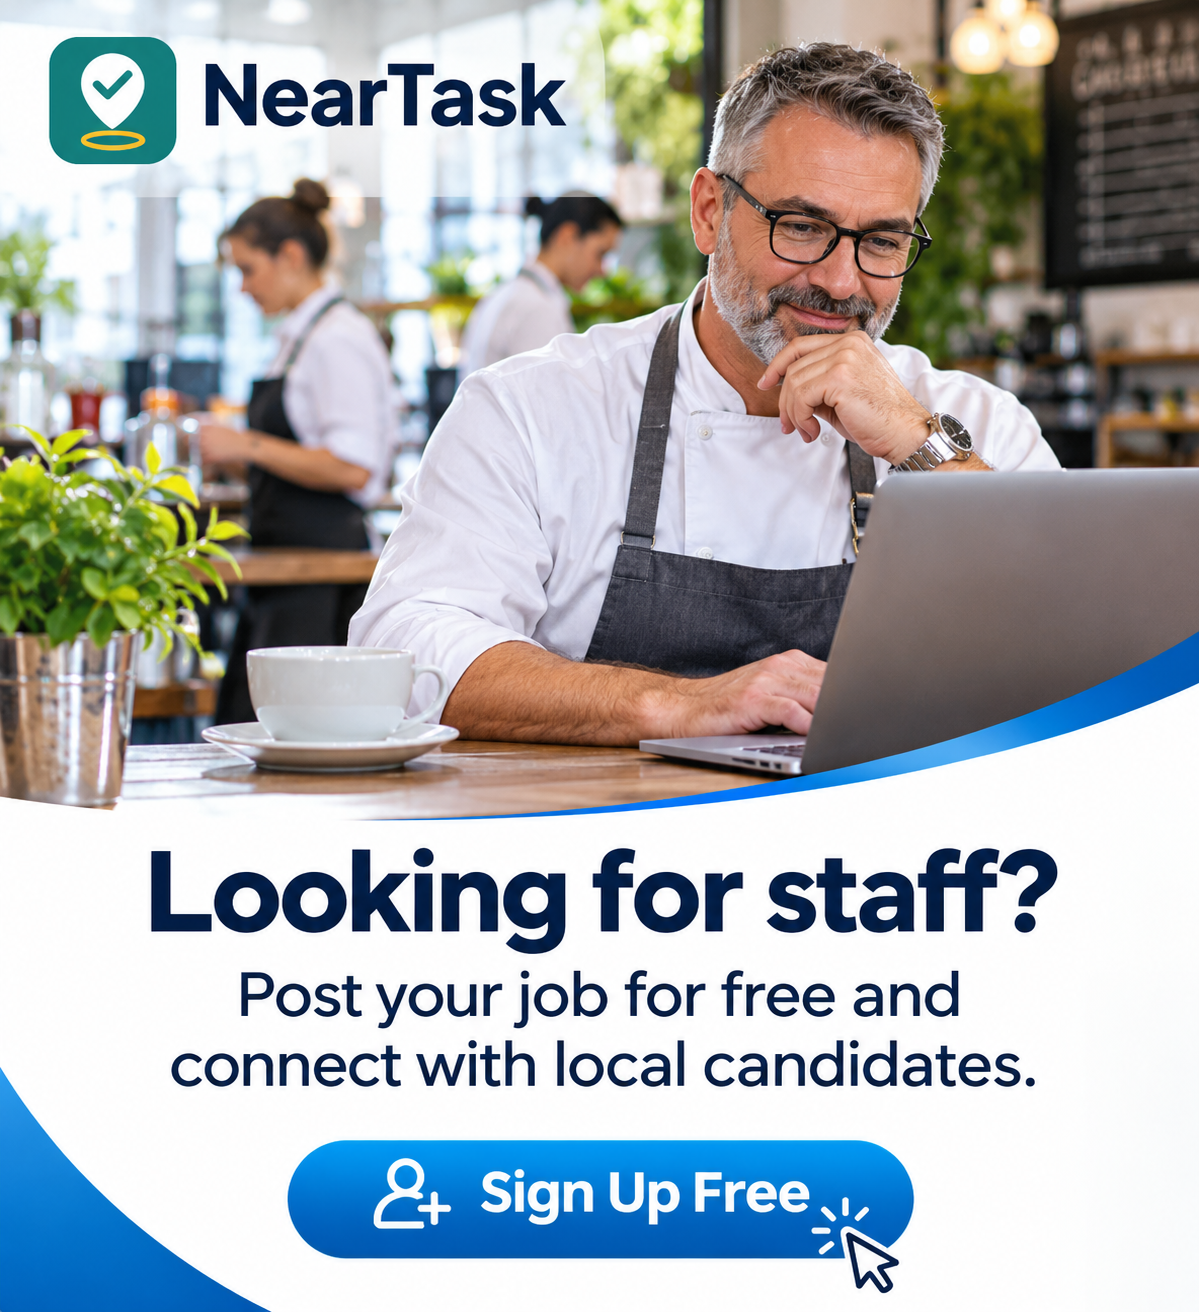 NearTask
Looking for staff?
Post your job for free and
connect with local candidates.
Sign Up Free